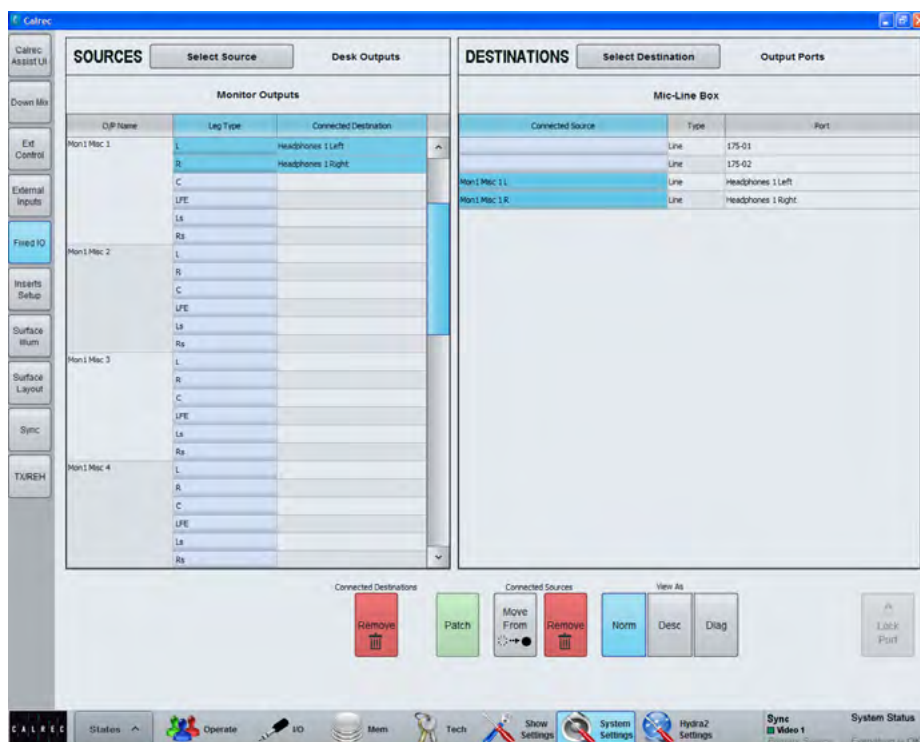 Calrec
Calrec
Assist UI
Down Mix
Ext
Control
External
Inputs
Fixed IO
Inserts
Setup
Surface
Illum
Surface
Layout
Sync
TX/REH
SOURCES Select Source Desk Outputs
Monitor Outputs
O/P Name Leg Type Connected Destination
Mon1 Misc 1 L Headphones 1 Left
R Headphones 1 Right
C
LFE
Ls
Rs
Mon1 Misc 2 L
R
C
LFE
Ls
Rs
Mon1 Misc 3 L
R
C
LFE
Ls
Rs
Mon1 Misc 4 L
R
C
LFE
Ls
Rs
DESTINATIONS Select Destination Output Ports
Mic-Line Box
Connected Source Type Port
Line 175-01
Line 175-02
Mon1 Misc 1 L Line Headphones 1 Left
Mon1 Misc 1 R Line Headphones 1 Right
Connected Destinations Connected Sources View As
Remove
Patch
Move
From
Remove
Norm Desc Diag
Lock
Port
CALREC States Operate I/O Mem Tech
Show
Settings
System
Settings
Hydra2
Settings
Sync
Video 1
System Status